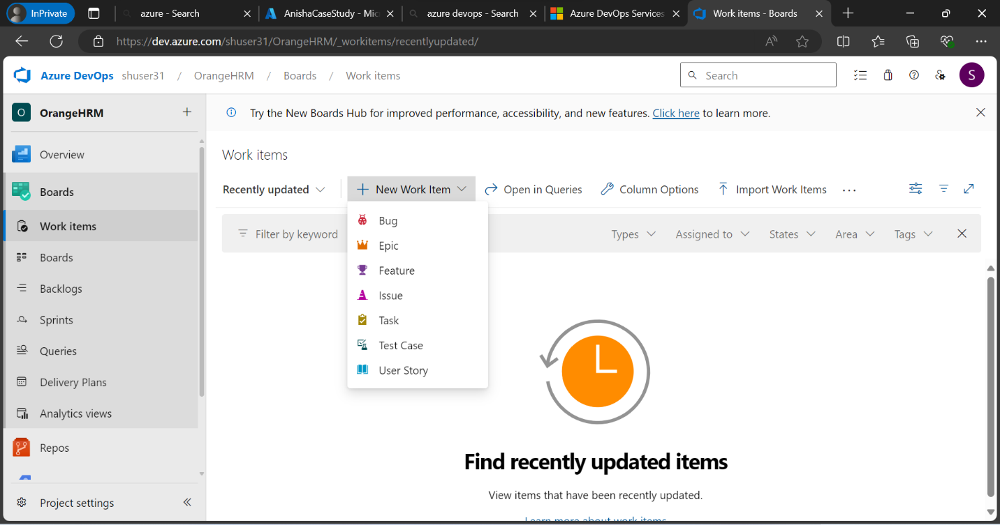 InPrivate
azure - Search
AnishaCaseStudy - Mic
azure devops - Search
Azure DevOps Services
Work items - Boards
https://dev.azure.com/shuser31/OrangeHRM/_workitems/recentlyupdated/
Azure DevOps shuser31 / OrangeHRM / Boards / Work items
Search
S
O OrangeHRM
Try the New Boards Hub for improved performance, accessibility, and new features. Click here to learn more.
Overview
Boards
Work items
Boards
Backlogs
Sprints
Queries
Delivery Plans
Analytics views
Repos
Project settings
Work items
Recently updated
New Work Item
Open in Queries
Column Options
Import Work Items
Filter by keyword
Types
Assigned to
States
Area
Tags
Bug
Epic
Feature
Issue
Task
Test Case
User Story
Find recently updated items
View items that have been recently updated.
Learn more about work items